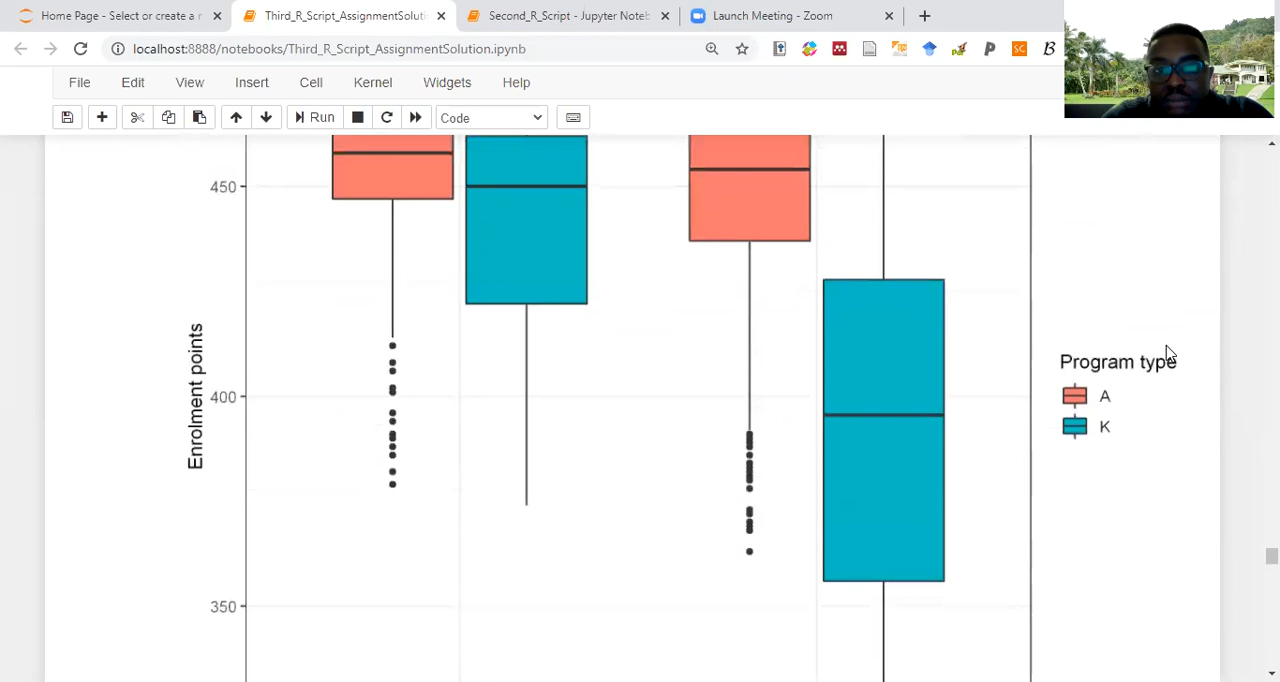 Home Page - Select or create a r
Third_R_Script_AssignmentSoluti
Second_R_Script - Jupyter Noteb
Launch Meeting - Zoom
localhost:8888/notebooks/Third_R_Script_AssignmentSolution.ipynb
SC
File Edit View Insert Cell Kernel Widgets Help
Run
Code
450
400
350
Enrolment points
Program type
A
K